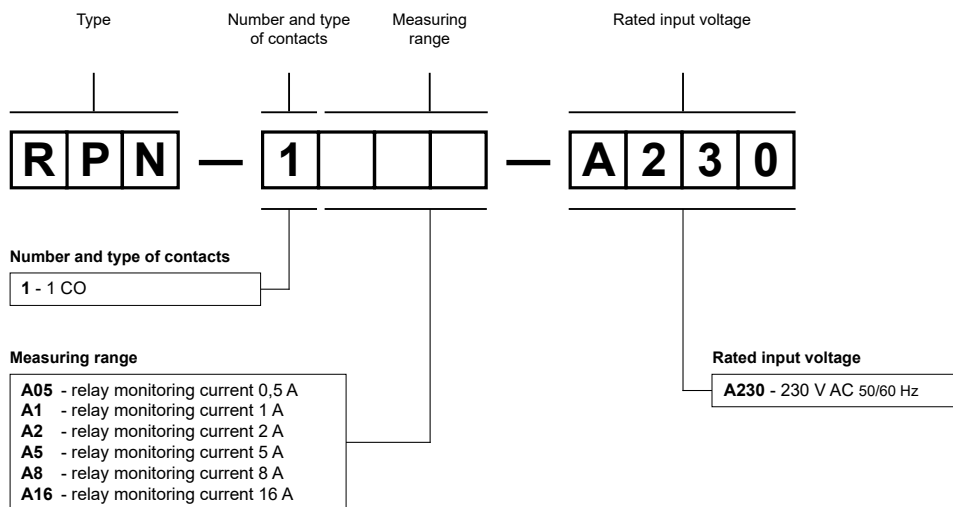 Type
Number and type
of contacts
Measuring
range
Rated input voltage
R P N — 1 — A 2 3 0
Number and type of contacts
1 - 1 CO
Measuring range
A05 - relay monitoring current 0,5 A
A1 - relay monitoring current 1 A
A2 - relay monitoring current 2 A
A5 - relay monitoring current 5 A
A8 - relay monitoring current 8 A
A16 - relay monitoring current 16 A
Rated input voltage
A230 - 230 V AC 50/60 Hz